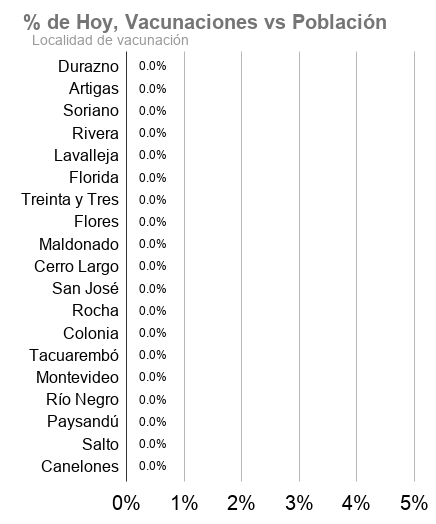 % de Hoy, Vacunaciones vs Población
Localidad de vacunación
Durazno 0.0%
Artigas 0.0%
Soriano 0.0%
Rivera 0.0%
Lavalleja 0.0%
Florida 0.0%
Treinta y Tres 0.0%
Flores 0.0%
Maldonado 0.0%
Cerro Largo 0.0%
San José 0.0%
Rocha 0.0%
Colonia 0.0%
Tacuarembó 0.0%
Montevideo 0.0%
Río Negro 0.0%
Paysandú 0.0%
Salto 0.0%
Canelones 0.0%
0% 1% 2% 3% 4% 5%